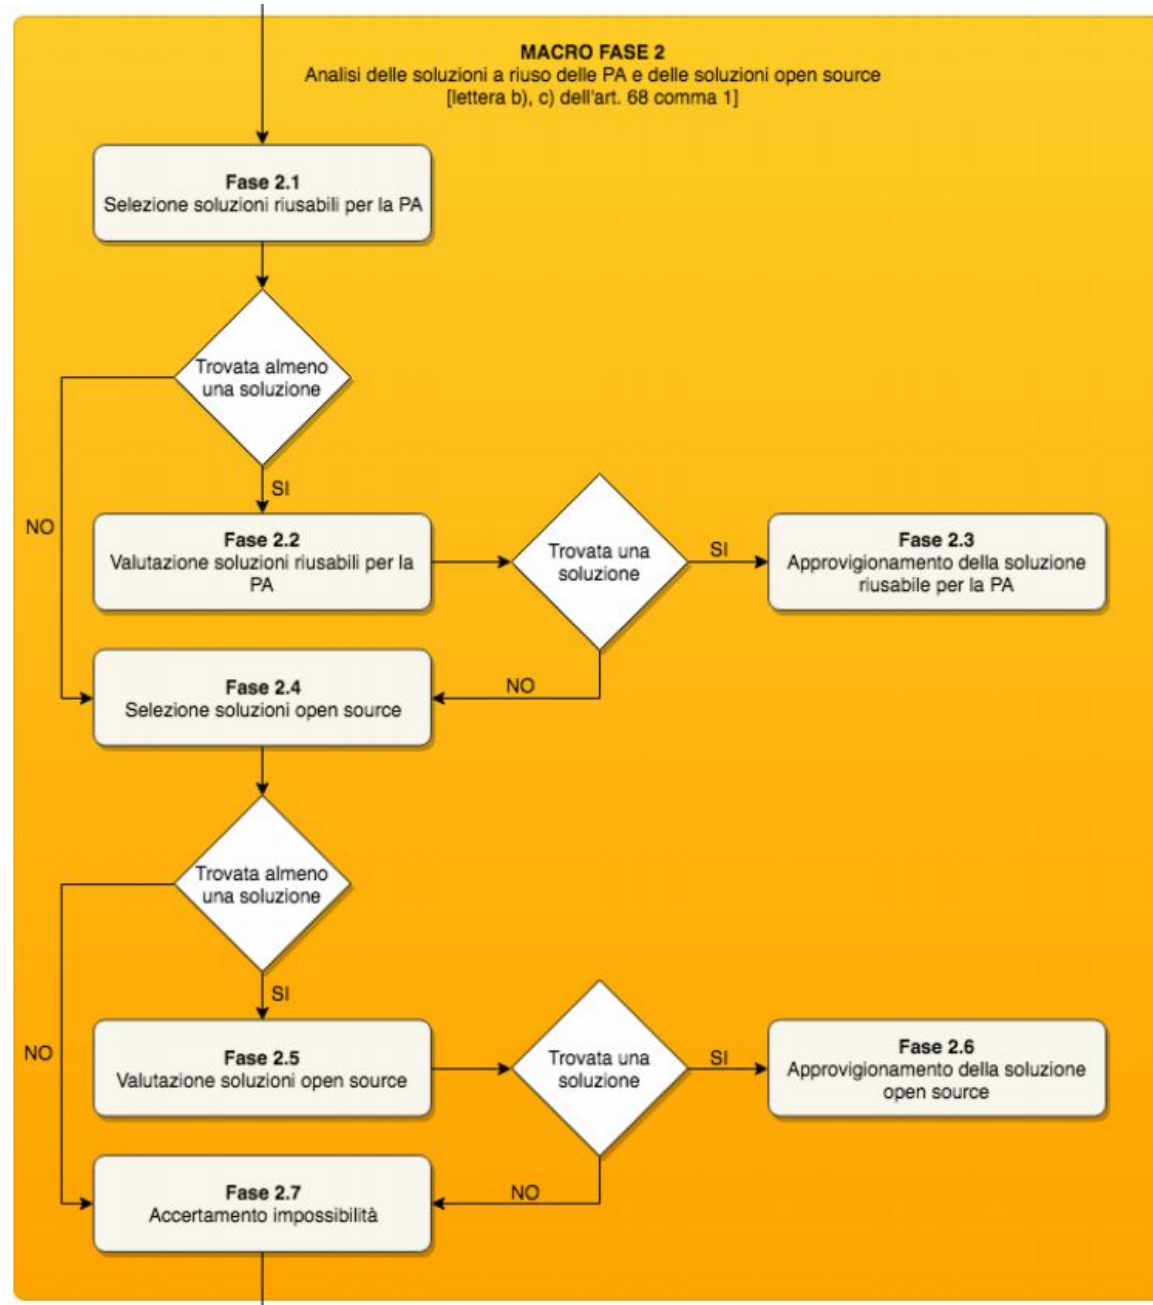 MACRO FASE 2
Analisi delle soluzioni a riuso delle PA e delle soluzioni open source
[lettera b), c) dell'art. 68 comma 1]
Fase 2.1
Selezione soluzioni riusabili per la PA
Trovata almeno
una soluzione
NO
SI
Fase 2.2
Valutazione soluzioni riusabili per la
PA
Trovata una
soluzione
SI
Fase 2.3
Approvigionamento della soluzione
riusabile per la PA
NO
Fase 2.4
Selezione soluzioni open source
Trovata almeno
una soluzione
NO
SI
Fase 2.5
Valutazione soluzioni open source
Trovata una
soluzione
SI
Fase 2.6
Approvigionamento della soluzione
open source
NO
Fase 2.7
Accertamento impossibilità